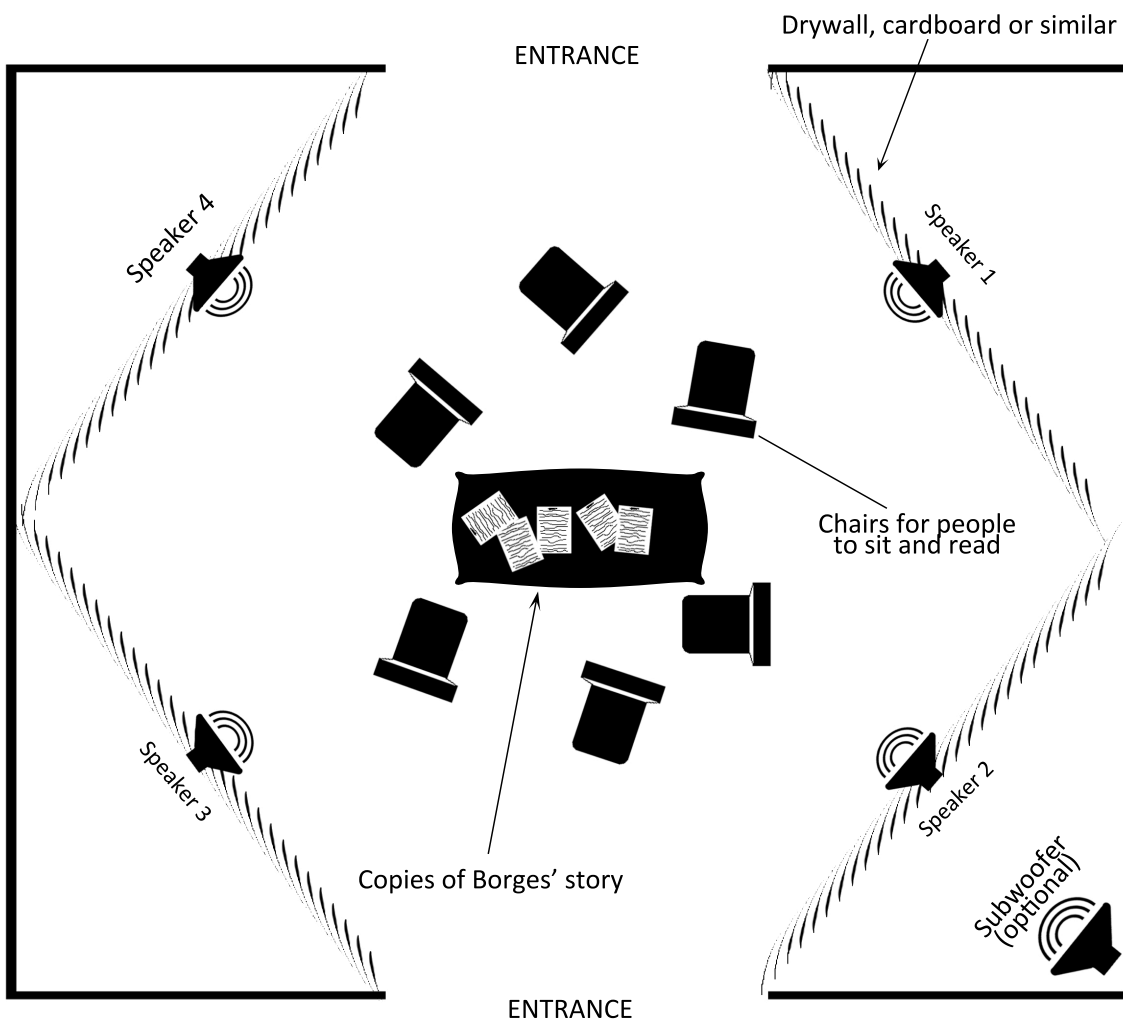 Drywall, cardboard or similar
ENTRANCE
Speaker 4
Speaker 1
Chairs for people
to sit and read
Speaker 3
Speaker 2
Copies of Borges’ story
Subwoofer
(optional)
ENTRANCE